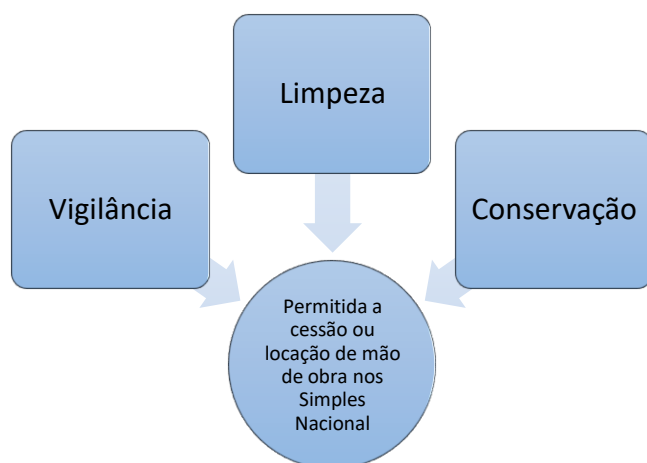 Limpeza
Vigilância
Conservação
Permitida a
cessão ou
locação de mão
de obra nos
Simples
Nacional